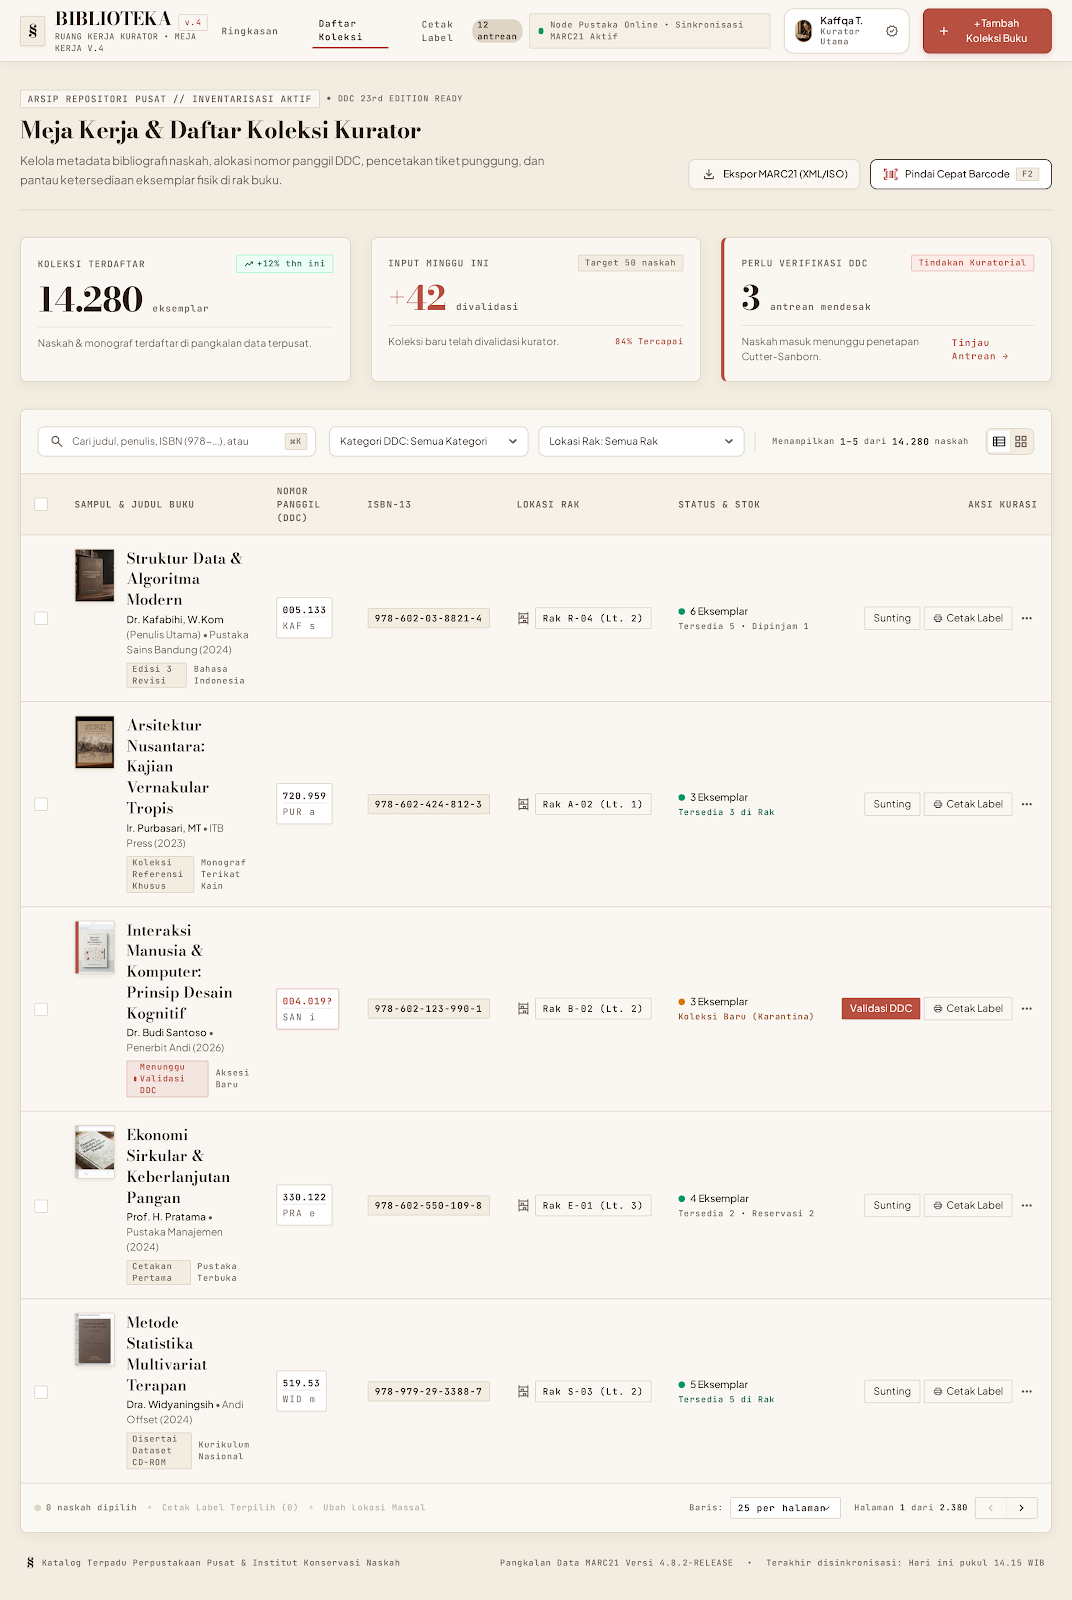 §
BIBLIOTEKA v.4
RUANG KERJA KURATOR • MEJA
KERJA V.4
Ringkasan
Daftar
Koleksi
Cetak
Label
12
antrean
Node Pustaka Online • Sinkronisasi
MARC21 Aktif
Kaffqa T.
Kurator
Utama
+ +Tambah
Koleksi Buku
ARSIP REPOSITORI PUSAT // INVENTARISASI AKTIF • DDC 23rd EDITION READY
Meja Kerja & Daftar Koleksi Kurator
Kelola metadata bibliografi naskah, alokasi nomor panggil DDC, pencetakan tiket punggung, dan
pantau ketersediaan eksemplar fisik di rak buku.
Ekspor MARC21 (XML/ISO)
Pindai Cepat Barcode F2
KOLEKSI TERDAFTAR +12% thn ini
14.280 eksemplar
Naskah & monograf terdaftar di pangkalan data terpusat.
INPUT MINGGU INI Target 50 naskah
+42 divalidasi
Koleksi baru telah divalidasi kurator. 84% Tercapai
PERLU VERIFIKASI DDC Tindakan Kuratorial
3 antrean mendesak
Naskah masuk menunggu penetapan
Cutter-Sanborn.
Tinjau
Antrean →
Cari judul, penulis, ISBN (978-...), atau ⌘K
Kategori DDC: Semua Kategori
Lokasi Rak: Semua Rak
Menampilkan 1-5 dari 14.280 naskah
SAMPUL & JUDUL BUKU
NOMOR
PANGGIL
(DDC)
ISBN-13
LOKASI RAK
STATUS & STOK
AKSI KURASI
Struktur Data &
Algoritma
Modern
Dr. Kafabihi, W.Kom
(Penulis Utama) • Pustaka
Sains Bandung (2024)
Edisi 3
Revisi
Bahasa
Indonesia
005.133
KAF s
978-602-03-8821-4
Rak R-04 (Lt. 2)
6 Eksemplar
Tersedia 5 • Dipinjam 1
Sunting
Cetak Label
•••
Arsitektur
Nusantara:
Kajian
Vernakular
Tropis
Ir. Purbasari, MT • ITB
Press (2023)
Koleksi
Referensi
Khusus
Monograf
Terikat
Kain
720.959
PUR a
978-602-424-812-3
Rak A-02 (Lt. 1)
3 Eksemplar
Tersedia 3 di Rak
Sunting
Cetak Label
•••
Interaksi
Manusia &
Komputer:
Prinsip Desain
Kognitif
Dr. Budi Santoso •
Penerbit Andi (2026)
Menunggu
Validasi
DDC
Aksesi
Baru
004.019?
SAN i
978-602-123-990-1
Rak B-02 (Lt. 2)
3 Eksemplar
Koleksi Baru (Karantina)
Validasi DDC
Cetak Label
•••
Ekonomi
Sirkular &
Keberlanjutan
Pangan
Prof. H. Pratama •
Pustaka Manajemen
(2024)
Cetakan
Pertama
Pustaka
Terbuka
330.122
PRA e
978-602-550-109-8
Rak E-01 (Lt. 3)
4 Eksemplar
Tersedia 2 • Reservasi 2
Sunting
Cetak Label
•••
Metode
Statistika
Multivariat
Terapan
Dra. Widyaningsih • Andi
Offset (2024)
Disertai
Dataset
CD-ROM
Kurikulum
Nasional
519.53
WID m
978-979-29-3388-7
Rak S-03 (Lt. 2)
5 Eksemplar
Tersedia 5 di Rak
Sunting
Cetak Label
•••
0 naskah dipilih • Cetak Label Terpilih (0) • Ubah Lokasi Massal
Baris: 25 per halaman
Halaman 1 dari 2.380
§ Katalog Terpadu Perpustakaan Pusat & Institut Konservasi Naskah
Pangkalan Data MARC21 Versi 4.8.2-RELEASE • Terakhir disinkronisasi: Hari ini pukul 14.15 WIB